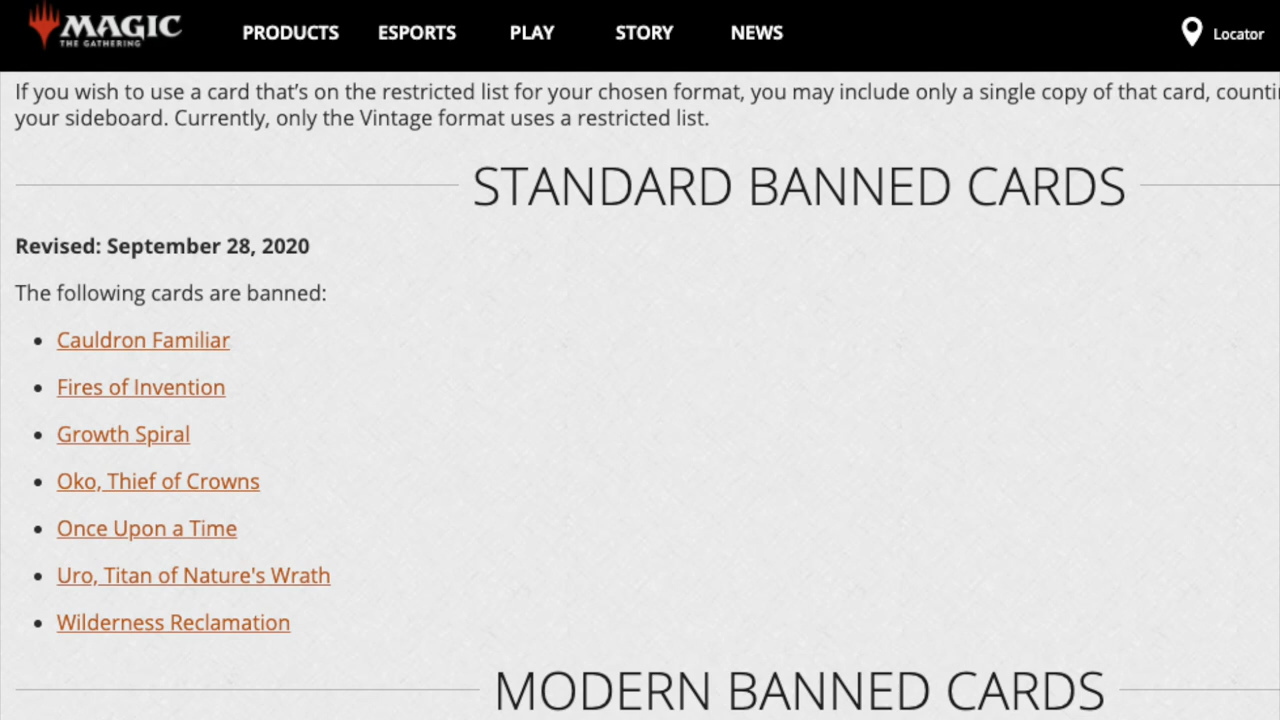 MAGIC
THE GATHERING
PRODUCTS ESPORTS PLAY STORY NEWS Locator
If you wish to use a card that’s on the restricted list for your chosen format, you may include only a single copy of that card,
your sideboard. Currently, only the Vintage format uses a restricted list.
STANDARD BANNED CARDS
Revised: September 28, 2020
The following cards are banned:
• Cauldron Familiar
• Fires of Invention
• Growth Spiral
• Oko, Thief of Crowns
• Once Upon a Time
• Uro, Titan of Nature's Wrath
• Wilderness Reclamation
MODERN BANNED CARDS